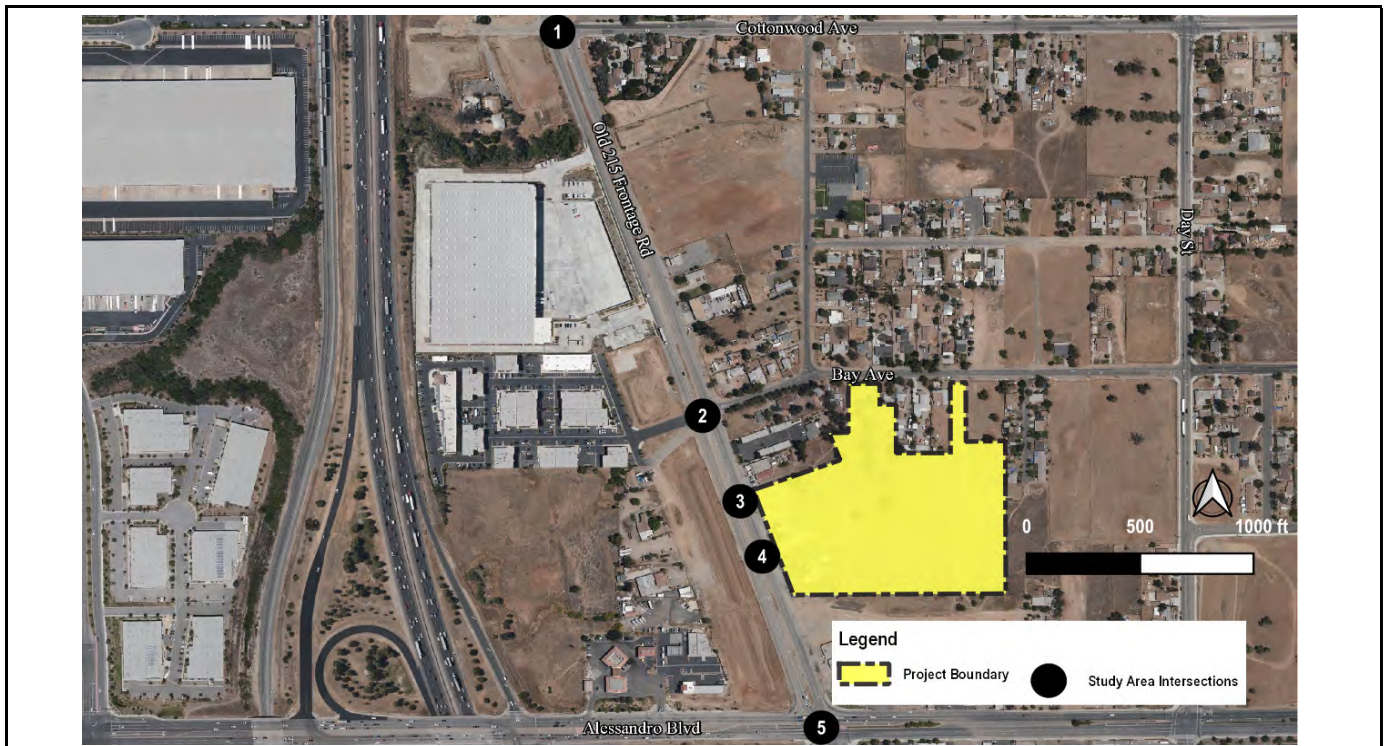 1
Cottonwood Ave
Old 215 Frontage Rd
Day St
Bay Ave
2
3
4
0 500 1000 ft
Legend
Project Boundary
Study Area Intersections
Alessandro Blvd
5